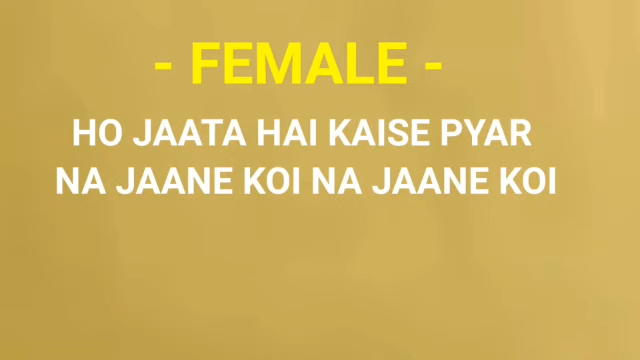 - FEMALE -
HO JAATA HAI KAISE PYAR
NA JAANE KOI NA JAANE KOI